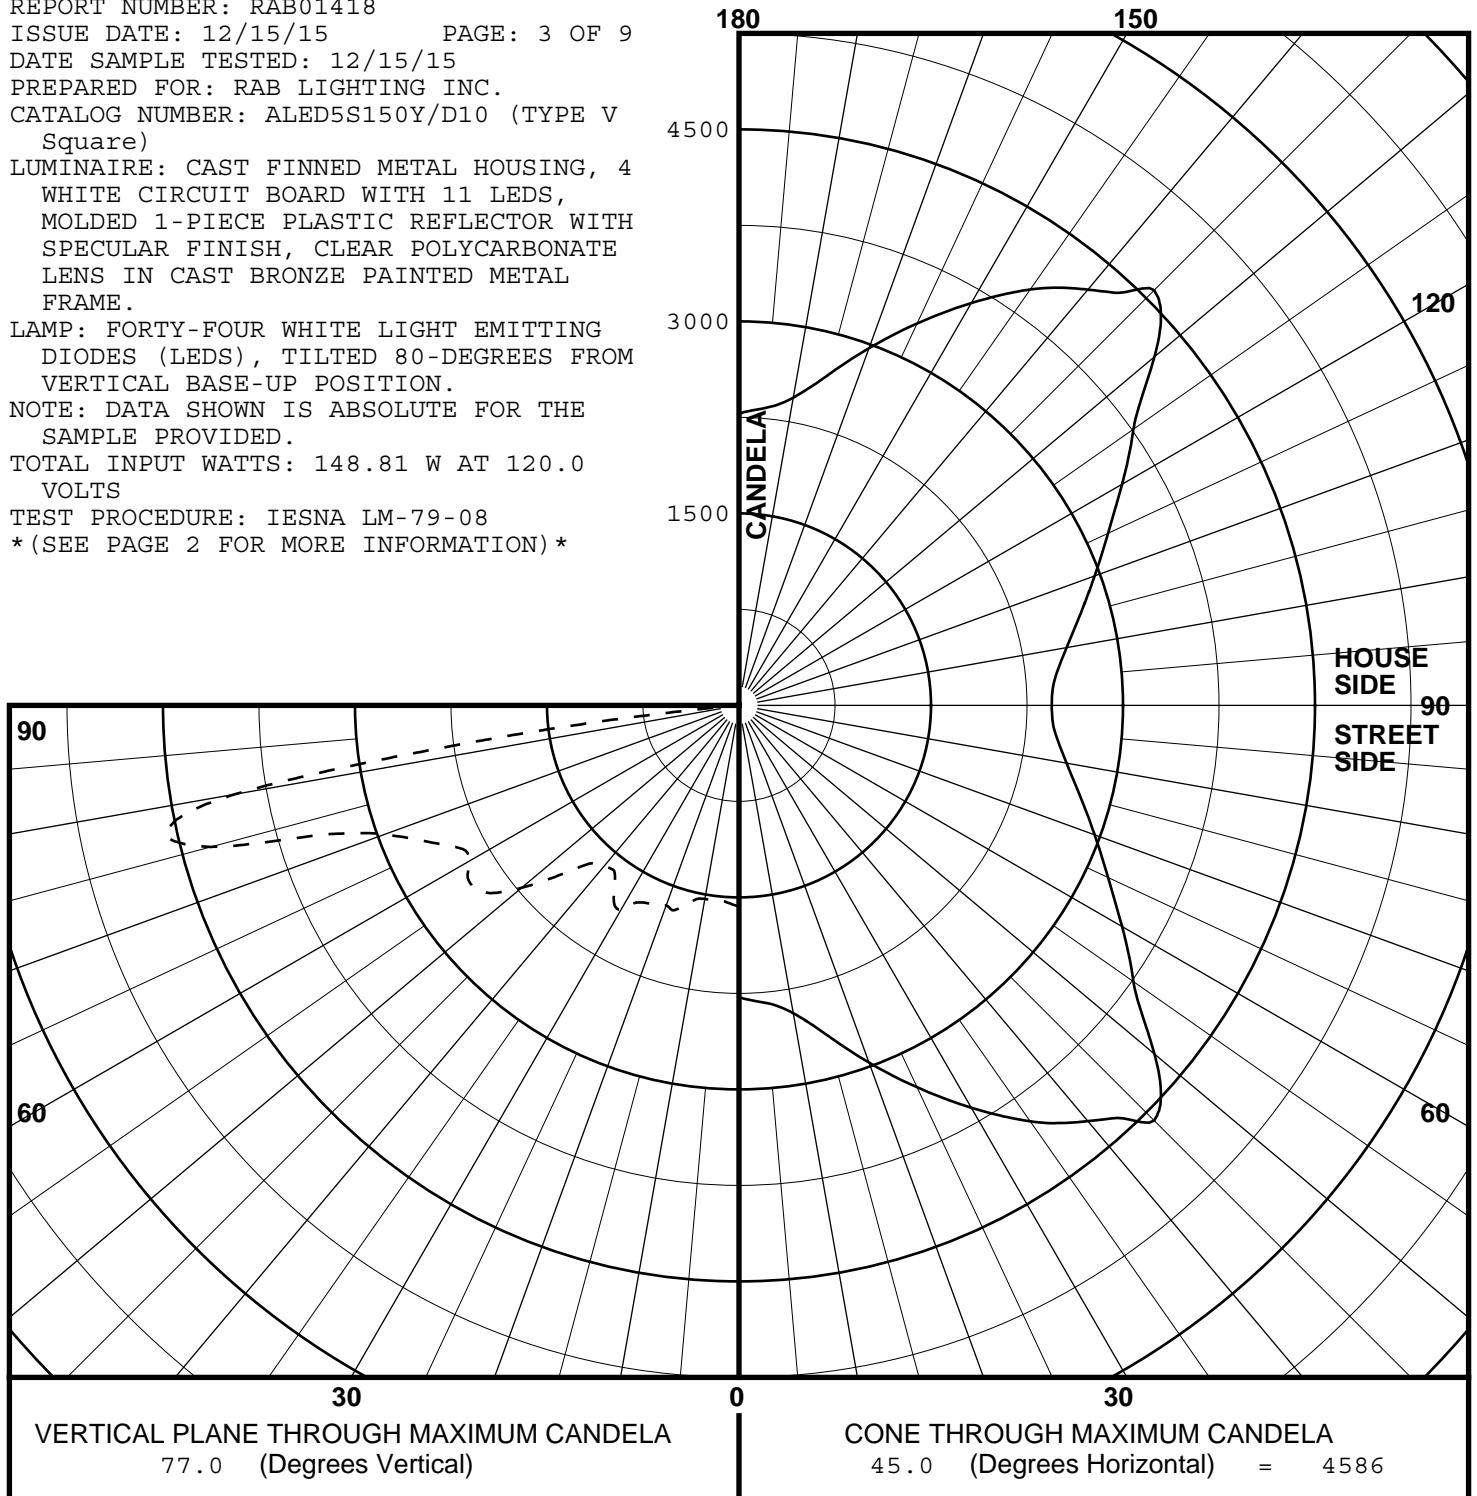 REPORT NUMBER: RAB01418
ISSUE DATE: 12/15/15 PAGE: 3 OF 9
DATE SAMPLE TESTED: 12/15/15
PREPARED FOR: RAB LIGHTING INC.
CATALOG NUMBER: ALED5S150Y/D10 (TYPE V
Square)
LUMINAIRE: CAST FINNED METAL HOUSING, 4
WHITE CIRCUIT BOARD WITH 11 LEDS,
MOLDED 1-PIECE PLASTIC REFLECTOR WITH
SPECULAR FINISH, CLEAR POLYCARBONATE
LENS IN CAST BRONZE PAINTED METAL
FRAME.
LAMP: FORTY-FOUR WHITE LIGHT EMITTING
DIODES (LEDS), TILTED 80-DEGREES FROM
VERTICAL BASE-UP POSITION.
NOTE: DATA SHOWN IS ABSOLUTE FOR THE
SAMPLE PROVIDED.
TOTAL INPUT WATTS: 148.81 W AT 120.0
VOLTS
TEST PROCEDURE: IESNA LM-79-08
*(SEE PAGE 2 FOR MORE INFORMATION)*
180
150
4500
3000
1500
CANDELA
120
HOUSE
SIDE
90
STREET
SIDE
90
60
60
30
0
30
VERTICAL PLANE THROUGH MAXIMUM CANDELA
77.0 (Degrees Vertical)
CONE THROUGH MAXIMUM CANDELA
45.0 (Degrees Horizontal) = 4586